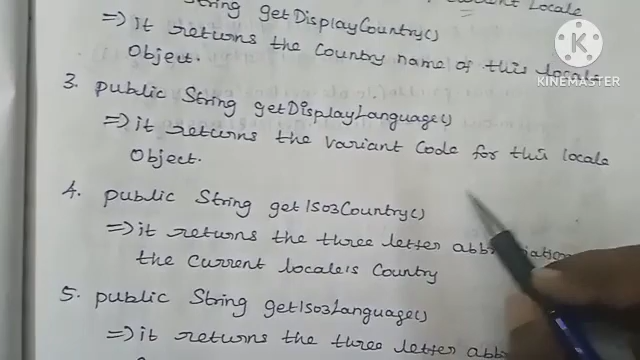 Locale
String getDisplayCountry()
=> it returns the Country name of this locale
Object.
3. public String getDisplayLanguage()
=> it returns the variant Code for this locale
Object.
4. public String getISO3Country()
=> it returns the three letter
the current locale's Country
5. public String getISO3Language()
=> it returns the three letter
KINEMASTER